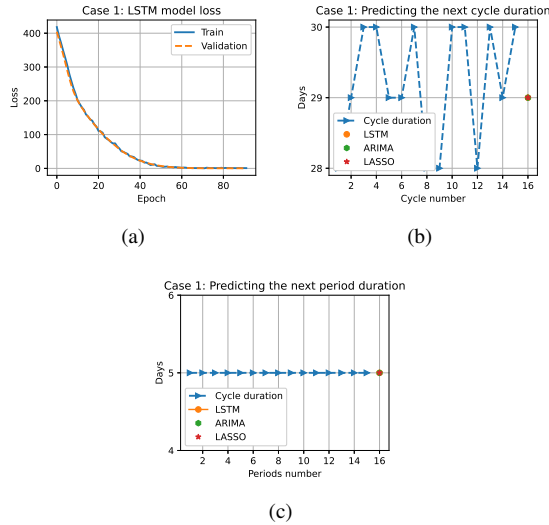 Case 1: LSTM model loss
400
300
200
100
0
Loss
0 20 40 60 80
Epoch
Train
Validation
(a)
Case 1: Predicting the next cycle duration
30
29
28
Days
2 4 6 8 10 12 14 16
Cycle number
Cycle duration
LSTM
ARIMA
LASSO
(b)
Case 1: Predicting the next period duration
6
5
4
Days
2 4 6 8 10 12 14 16
Periods number
Cycle duration
LSTM
ARIMA
LASSO
(c)